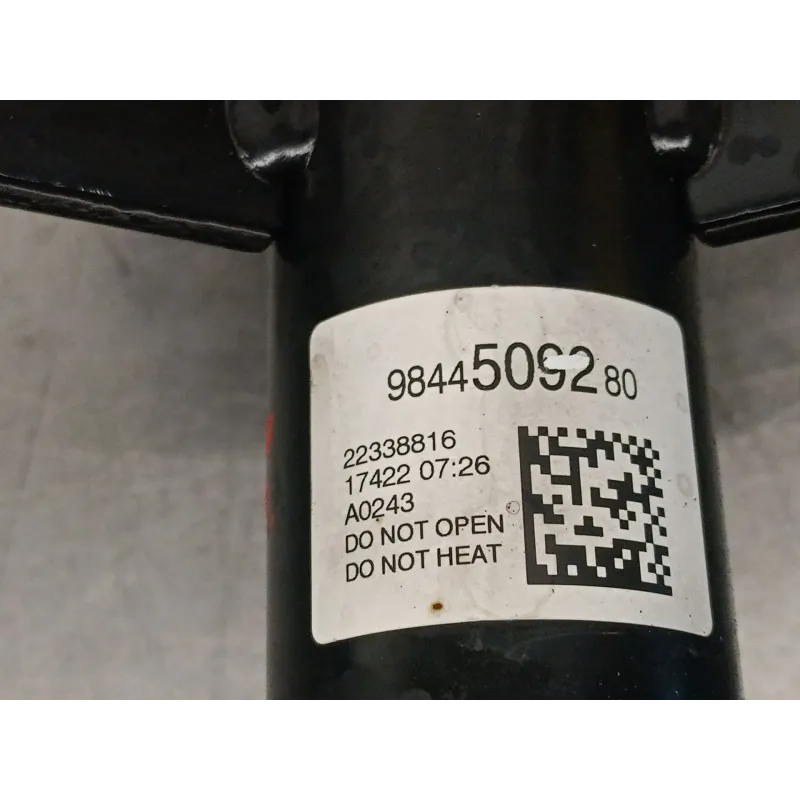 9844509280
22338816
17422 07:26
A0243
DO NOT OPEN
DO NOT HEAT